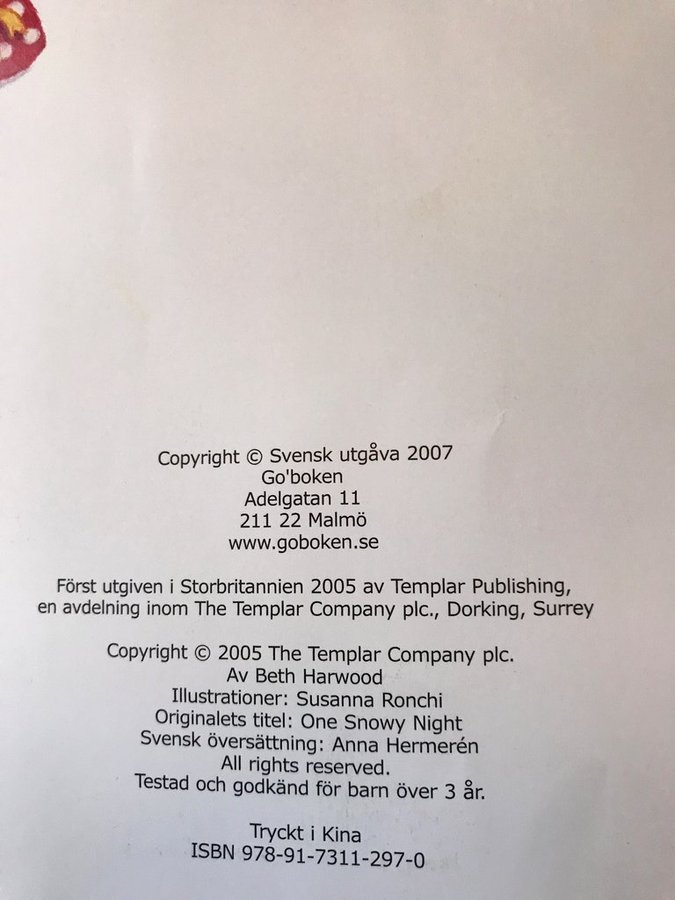 Copyright © Svensk utgåva 2007
Go'boken
Adelgatan 11
211 22 Malmö
www.goboken.se
Först utgiven i Storbritannien 2005 av Templar Publishing,
en avdelning inom The Templar Company plc., Dorking, Surrey
Copyright © 2005 The Templar Company plc.
Av Beth Harwood
Illustrationer: Susanna Ronchi
Originalets titel: One Snowy Night
Svensk översättning: Anna Hermerén
All rights reserved.
Testad och godkänd för barn över 3 år.
Tryckt i Kina
ISBN 978-91-7311-297-0